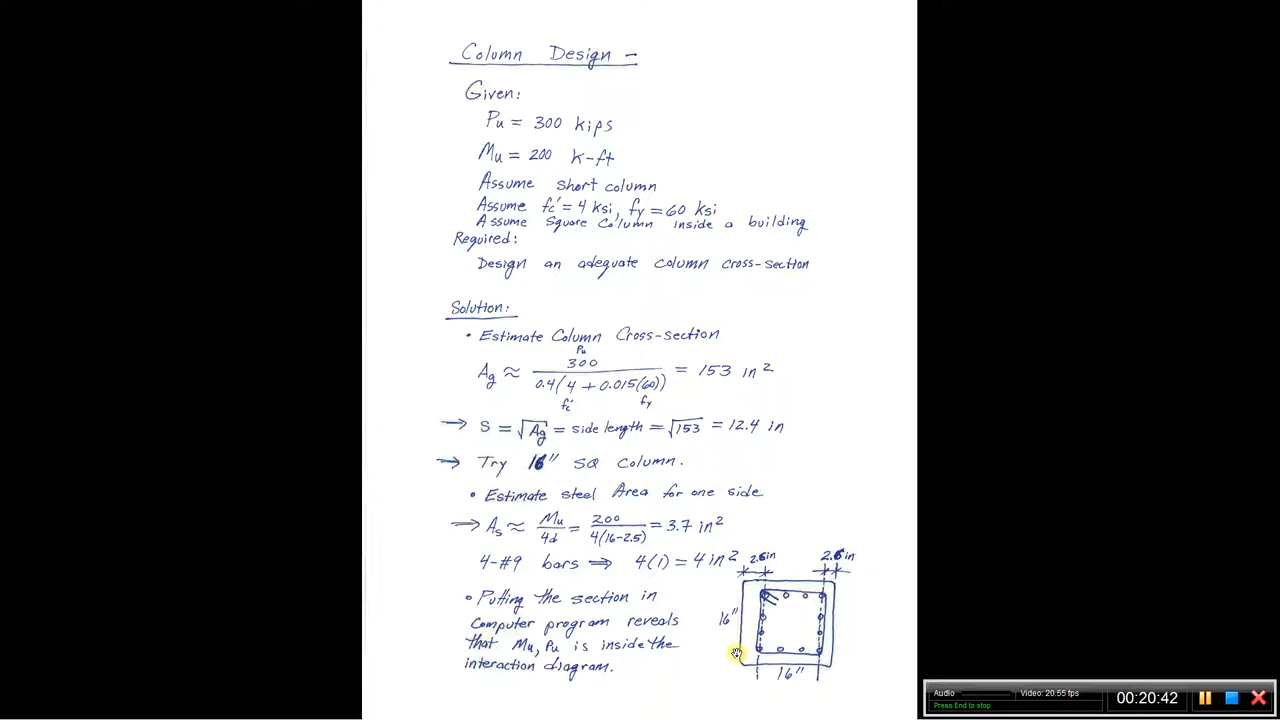 Column Design -
Given:
Pu = 300 kips
Mu = 200 k-ft
Assume short column
Assume fc' = 4 ksi, fy = 60 ksi
Assume Square Column inside a building
Required:
Design an adequate column cross-section
Solution:
• Estimate Column Cross-section
Pu
Ag ≈ 300 / 0.4(4 + 0.015(60)) = 153 in²
fc' fy
→ S = √Ag = side length = √153 = 12.4 in
→ Try 16" SQ column.
• Estimate steel Area for one side
→ As ≈ Mu/4d = 200/4(16-2.5) = 3.7 in²
4-#9 bars ⇒ 4(1) = 4 in²
2.5in 2.5in
• Putting the section in
Computer program reveals
that Mu, Pu is inside the
interaction diagram.
16"
16"
Audio
Video: 20.55 fps
Press End to stop
00:20:42